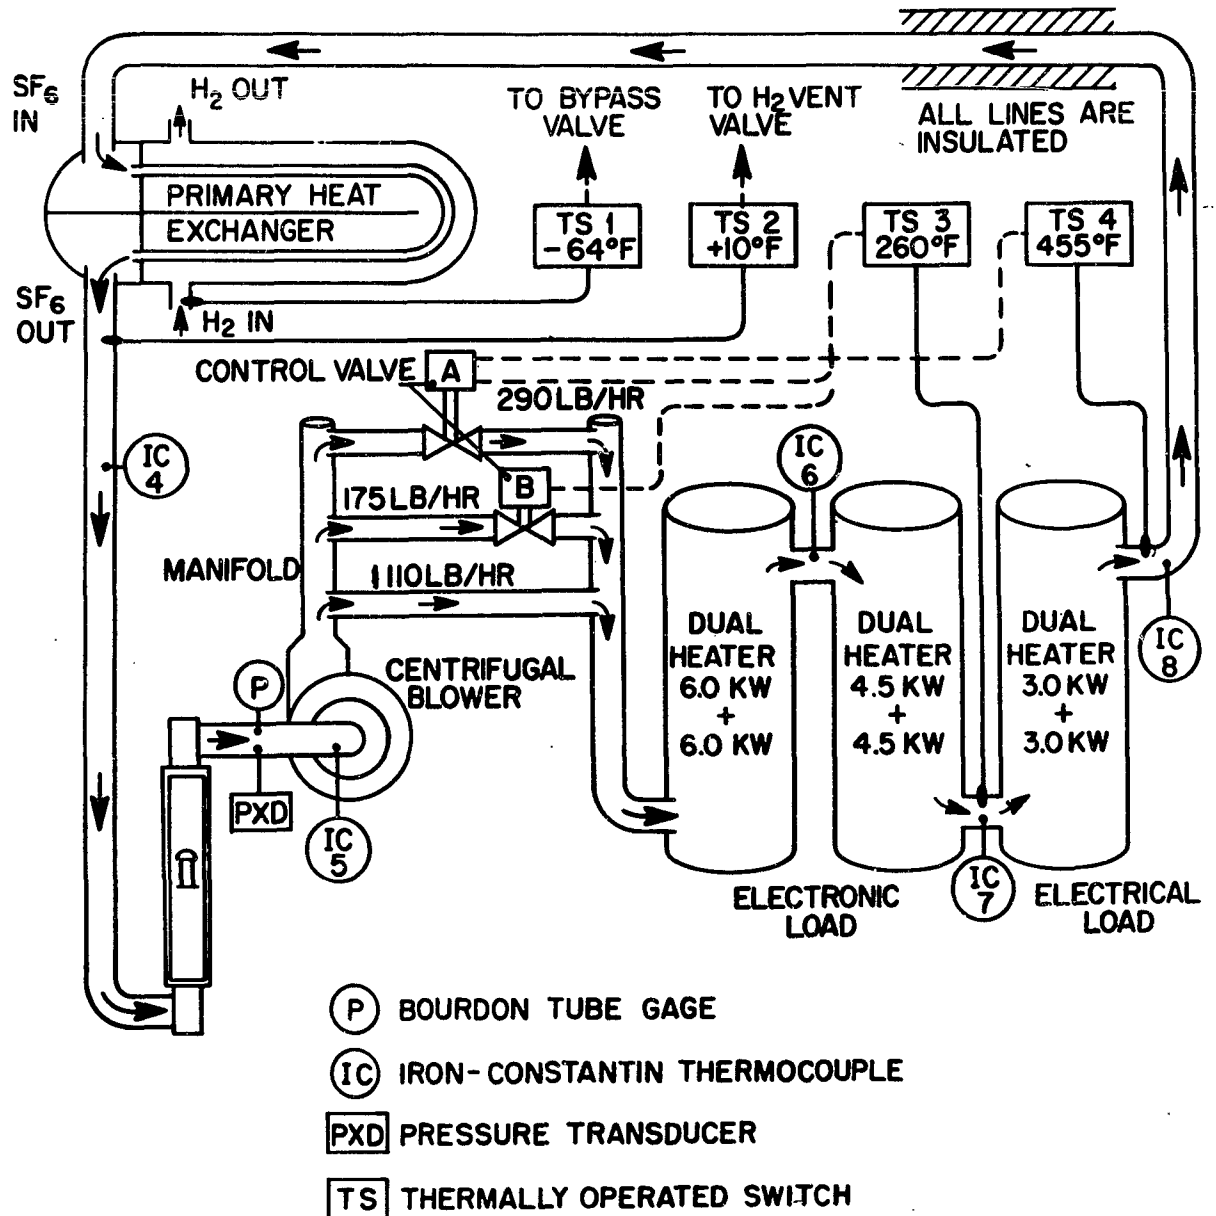 SF6
IN
H2 OUT
TO BYPASS
VALVE
TO H2 VENT
VALVE
ALL LINES ARE
INSULATED
PRIMARY HEAT
EXCHANGER
TS 1
-64°F
TS 2
+10°F
TS 3
260°F
TS 4
455°F
SF6
OUT
H2 IN
CONTROL VALVE
A
290 LB/HR
IC
4
IC
6
B
175 LB/HR
MANIFOLD
1110 LB/HR
DUAL
HEATER
6.0 KW
+
6.0 KW
DUAL
HEATER
4.5 KW
+
4.5 KW
DUAL
HEATER
3.0 KW
+
3.0 KW
IC
8
CENTRIFUGAL
BLOWER
P
PXD
IC
5
IC
7
ELECTRONIC
LOAD
ELECTRICAL
LOAD
P BOURDON TUBE GAGE
IC IRON-CONSTANTIN THERMOCOUPLE
PXD PRESSURE TRANSDUCER
TS THERMALLY OPERATED SWITCH